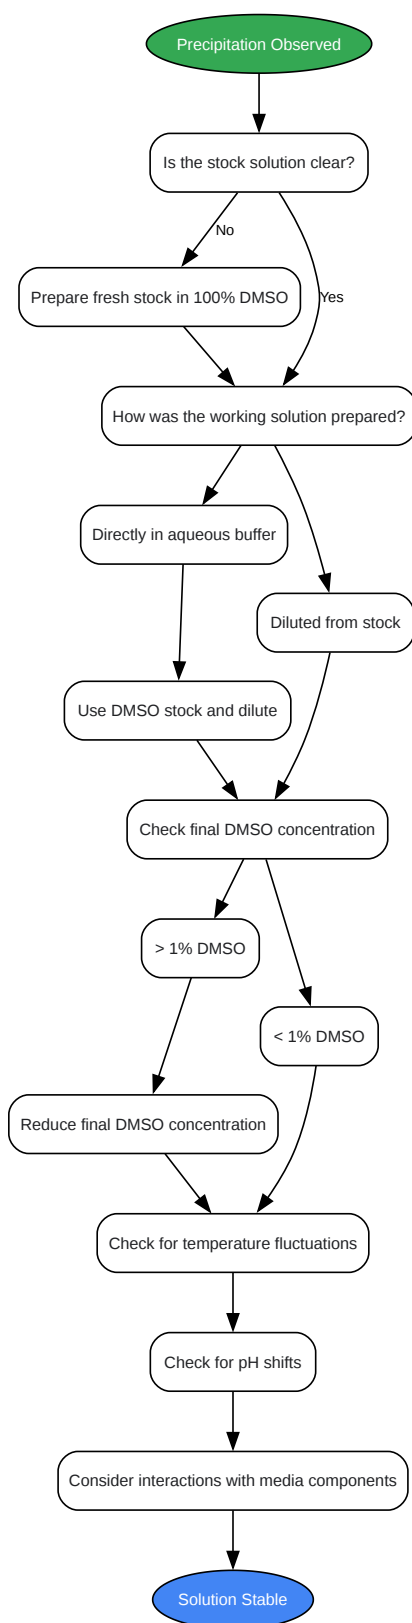 Precipitation Observed
Is the stock solution clear?
No
Prepare fresh stock in 100% DMSO
Yes
How was the working solution prepared?
Directly in aqueous buffer
Diluted from stock
Use DMSO stock and dilute
Check final DMSO concentration
> 1% DMSO
< 1% DMSO
Reduce final DMSO concentration
Check for temperature fluctuations
Check for pH shifts
Consider interactions with media components
Solution Stable